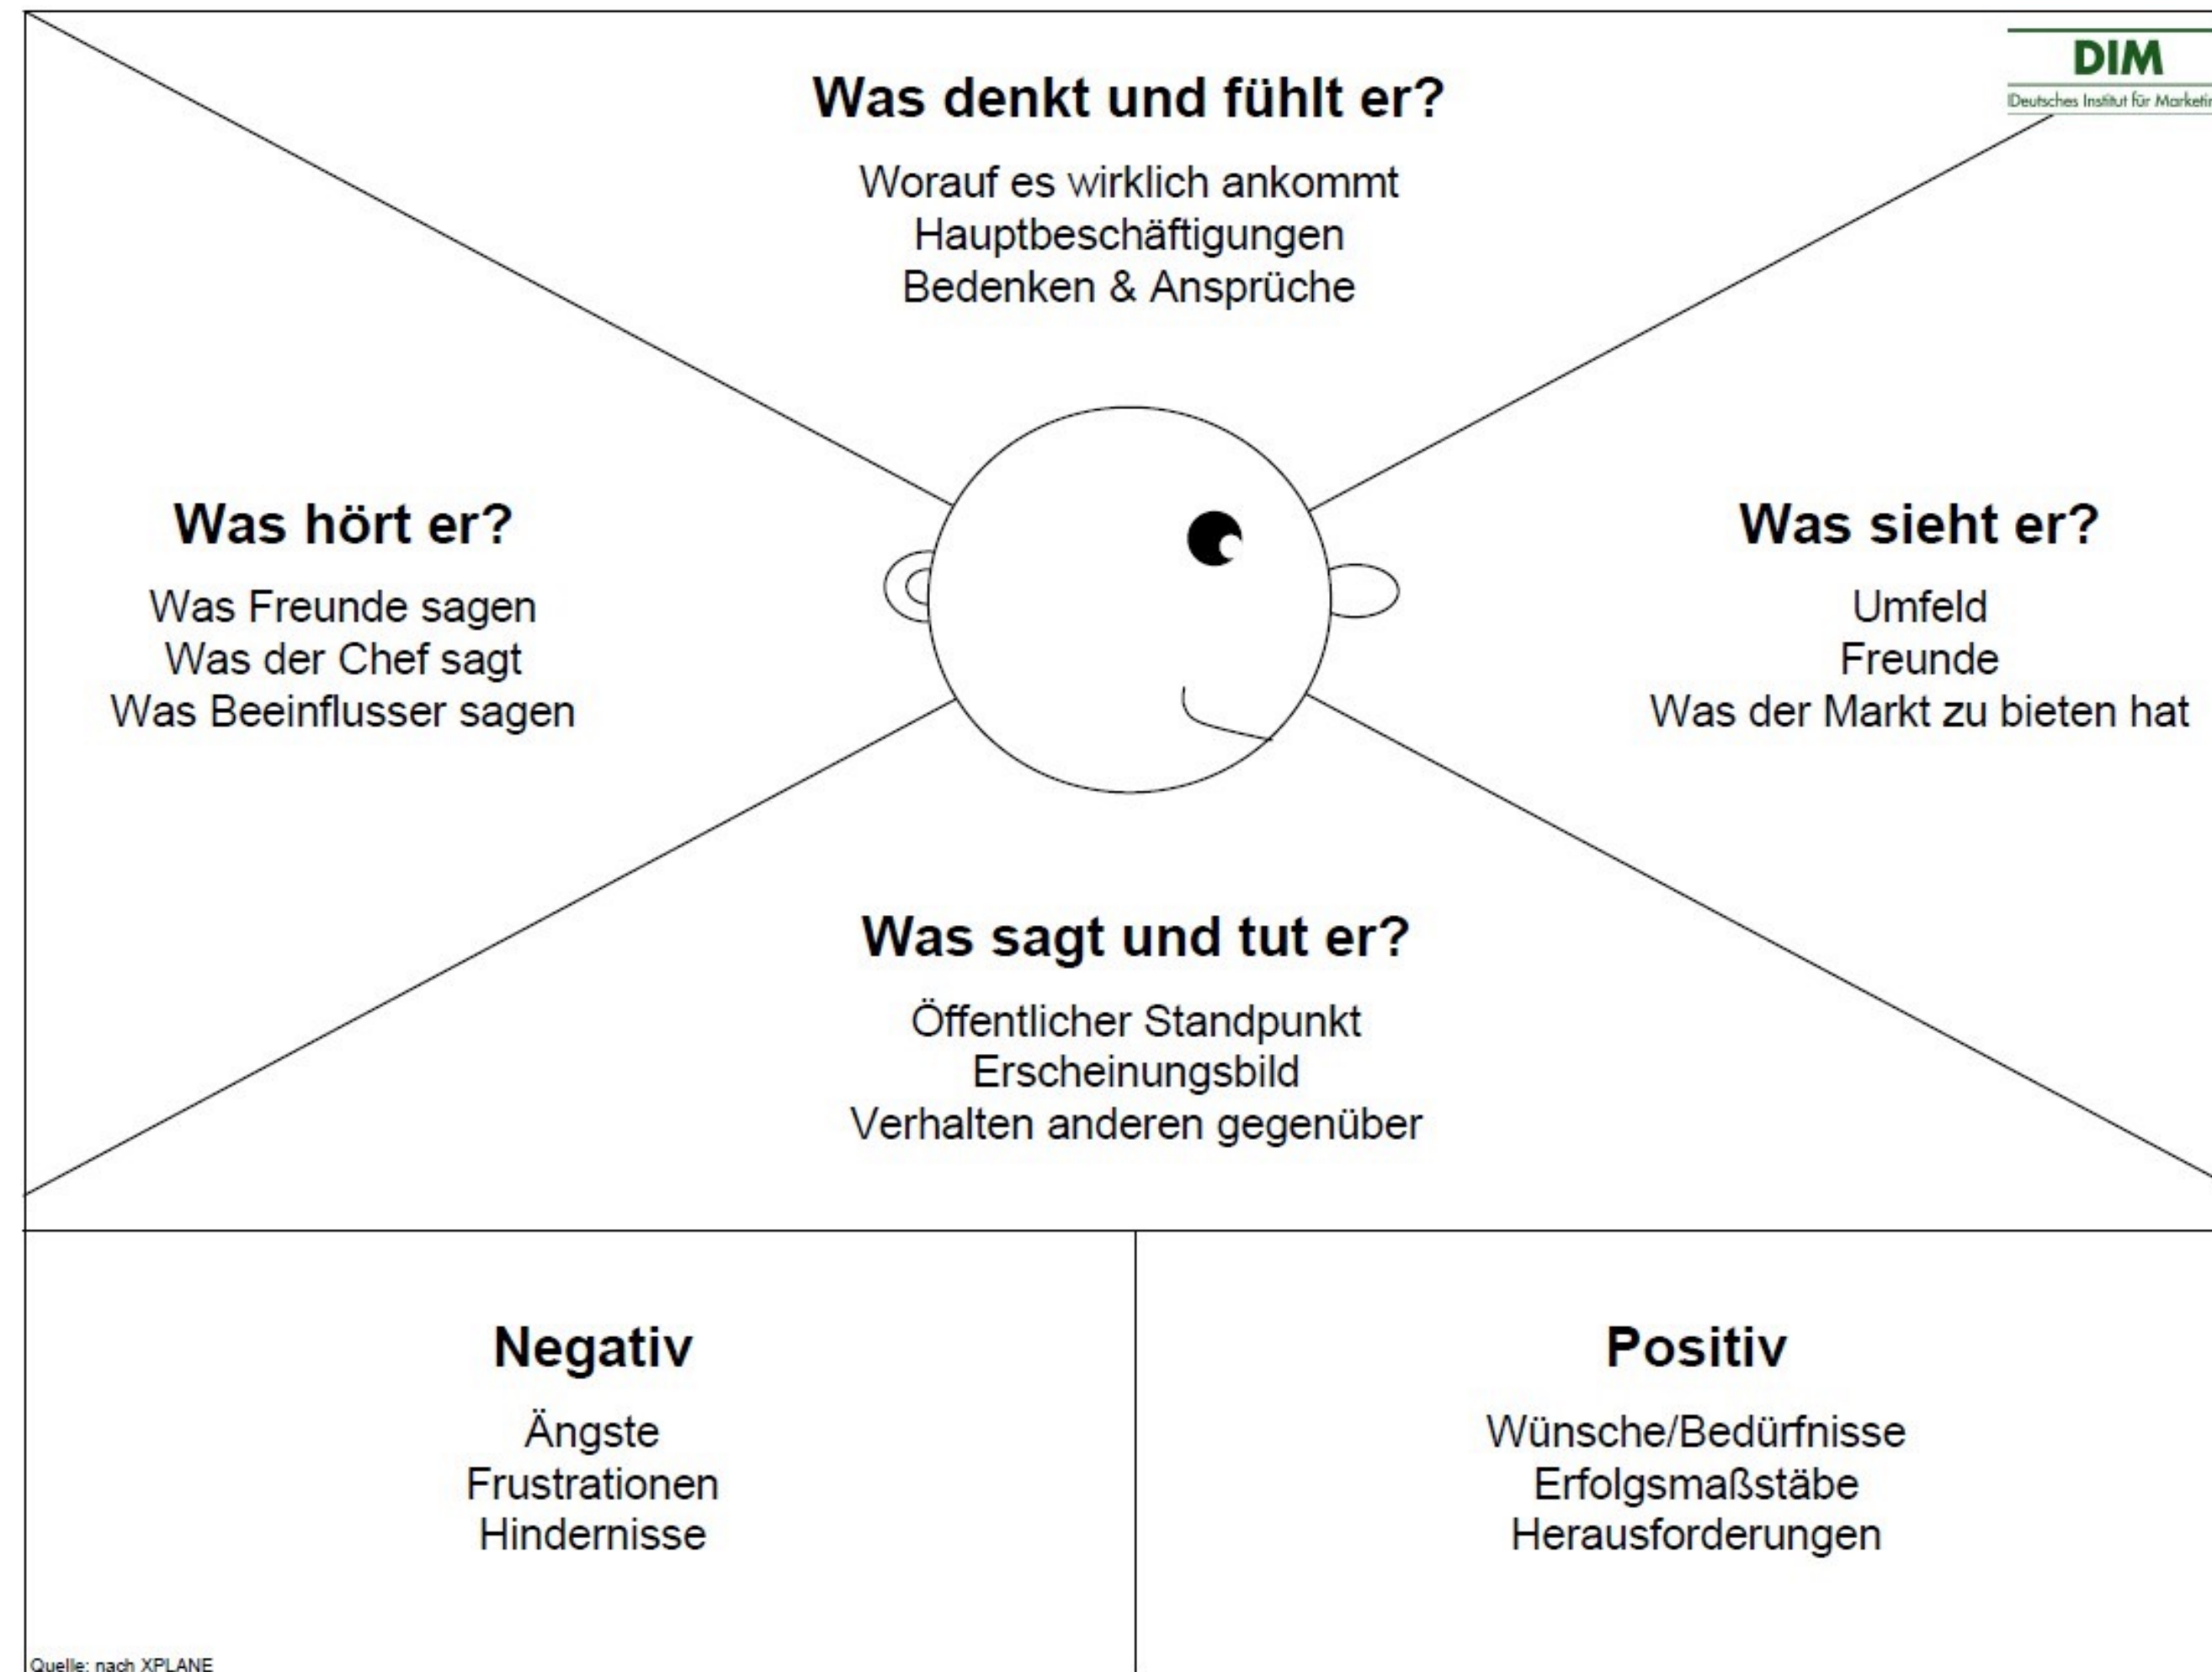 DIM
Deutsches Institut für
Was denkt und fühlt er?
Worauf es wirklich ankommt
Hauptbeschäftigungen
Bedenken & Ansprüche
Was hört er?
Was Freunde sagen
Was der Chef sagt
Was Beeinflusser sagen
Was sieht er?
Umfeld
Freunde
Was der Markt zu bieten hat
Was sagt und tut er?
Öffentlicher Standpunkt
Erscheinungsbild
Verhalten anderen gegenüber
Negativ
Ängste
Frustrationen
Hindernisse
Positiv
Wünsche/Bedürfnisse
Erfolgsmaßstäbe
Herausforderungen
Quelle: nach XPLANE